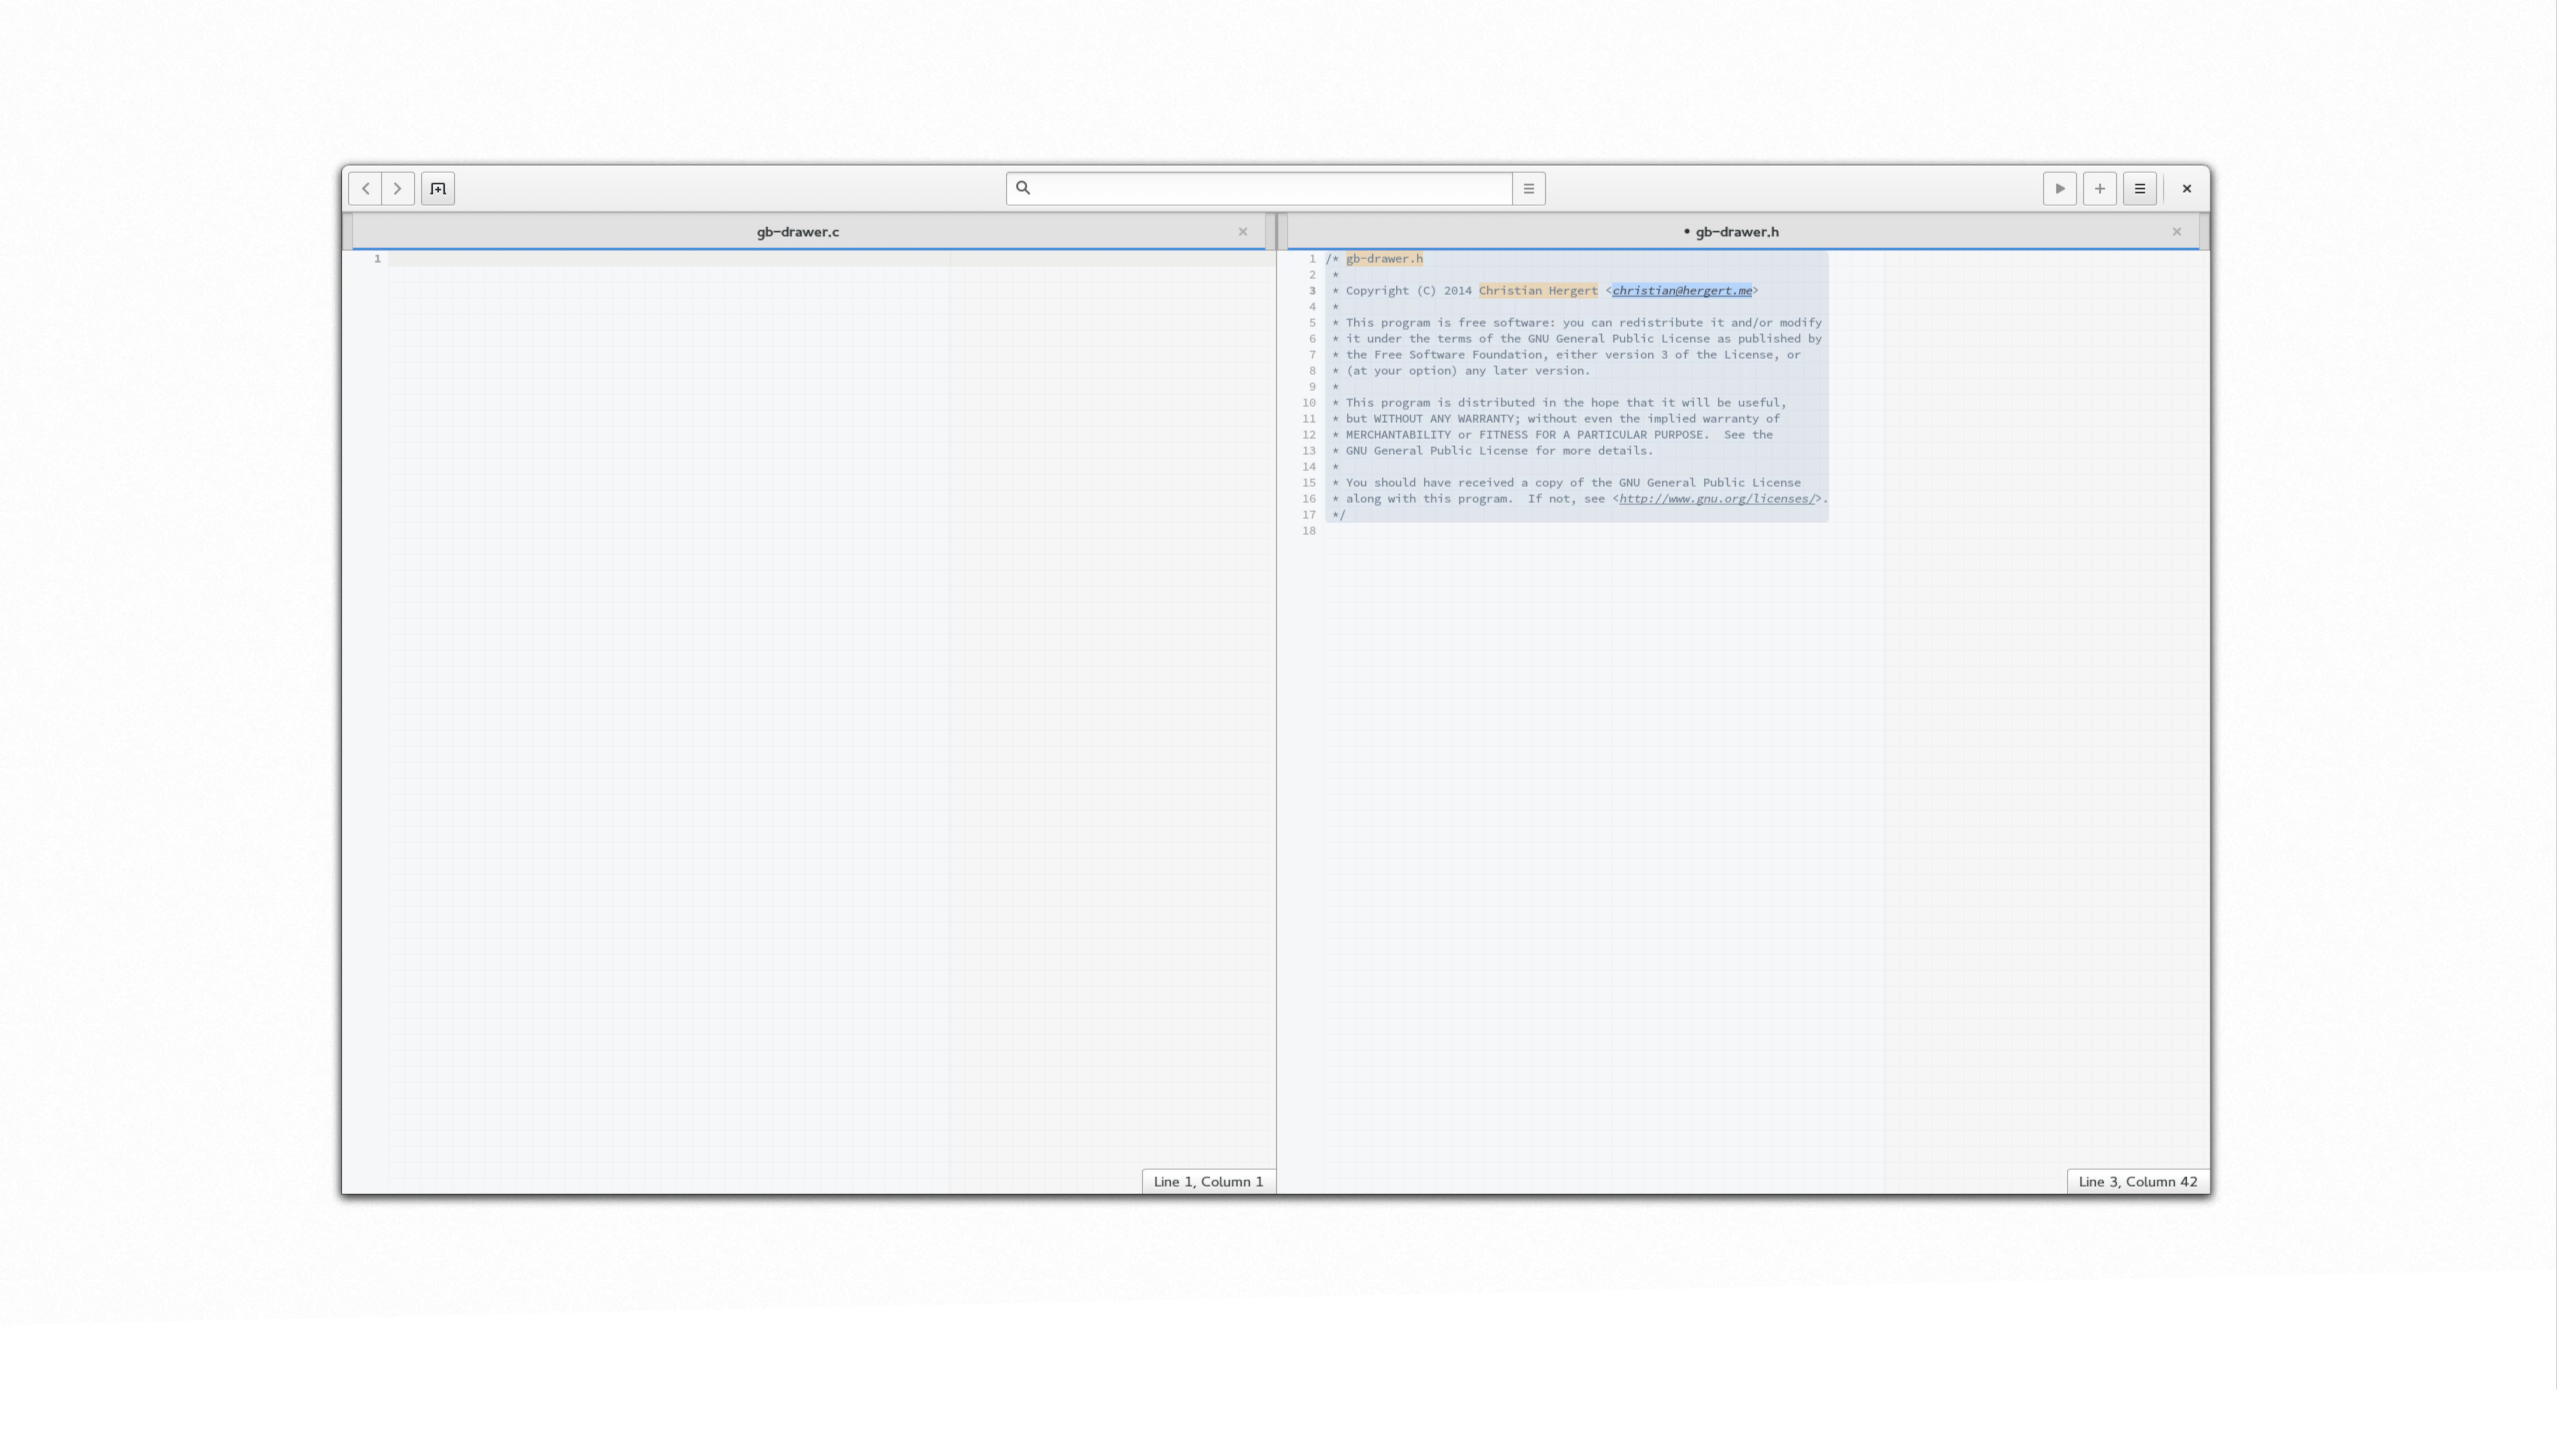 gb-drawer.c
• gb-drawer.h
1
1 /* gb-drawer.h
2  *
3  * Copyright (C) 2014 Christian Hergert <christian@hergert.me>
4  *
5  * This program is free software: you can redistribute it and/or modify
6  * it under the terms of the GNU General Public License as published by
7  * the Free Software Foundation, either version 3 of the License, or
8  * (at your option) any later version.
9  *
10  * This program is distributed in the hope that it will be useful,
11  * but WITHOUT ANY WARRANTY; without even the implied warranty of
12  * MERCHANTABILITY or FITNESS FOR A PARTICULAR PURPOSE.  See the
13  * GNU General Public License for more details.
14  *
15  * You should have received a copy of the GNU General Public License
16  * along with this program.  If not, see <http://www.gnu.org/licenses/>.
17  */
18
Line 1, Column 1
Line 3, Column 42